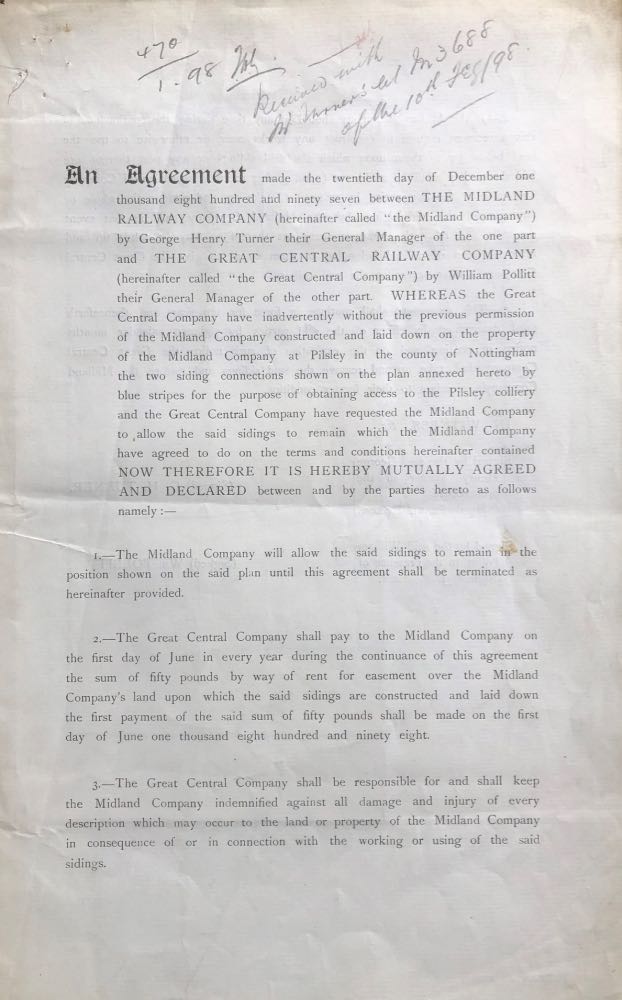 470
1.98
Received with
Mr Turner's let M3688
of the 10th Feb/98.
An Agreement made the twentieth day of December one
thousand eight hundred and ninety seven between THE MIDLAND
RAILWAY COMPANY (hereinafter called "the Midland Company")
by George Henry Turner their General Manager of the one part
and THE GREAT CENTRAL RAILWAY COMPANY
(hereinafter called "the Great Central Company") by William Pollitt
their General Manager of the other part. WHEREAS the Great
Central Company have inadvertently without the previous permission
of the Midland Company constructed and laid down on the property
of the Midland Company at Pilsley in the county of Nottingham
the two siding connections shown on the plan annexed hereto by
blue stripes for the purpose of obtaining access to the Pilsley colliery
and the Great Central Company have requested the Midland Company
to allow the said sidings to remain which the Midland Company
have agreed to do on the terms and conditions hereinafter contained
NOW THEREFORE IT IS HEREBY MUTUALLY AGREED
AND DECLARED between and by the parties hereto as follows
namely :—
1.—The Midland Company will allow the said sidings to remain in the
position shown on the said plan until this agreement shall be terminated as
hereinafter provided.
2.—The Great Central Company shall pay to the Midland Company on
the first day of June in every year during the continuance of this agreement
the sum of fifty pounds by way of rent for easement over the Midland
Company's land upon which the said sidings are constructed and laid down
the first payment of the said sum of fifty pounds shall be made on the first
day of June one thousand eight hundred and ninety eight.
3.—The Great Central Company shall be responsible for and shall keep
the Midland Company indemnified against all damage and injury of every
description which may occur to the land or property of the Midland Company
in consequence of or in connection with the working or using of the said
sidings.